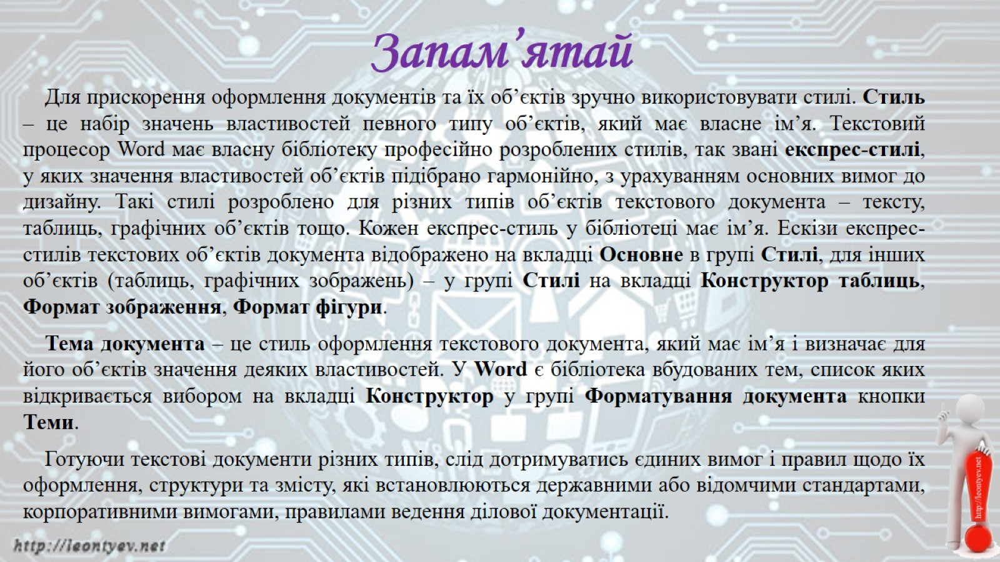 Запам’ятай
Для прискорення оформлення документів та їх об’єктів зручно використовувати стилі. Стиль
– це набір значень властивостей певного типу об’єктів, який має власне ім’я. Текстовий
процесор Word має власну бібліотеку професійно розроблених стилів, так звані експрес-стилі,
у яких значення властивостей об’єктів підібрано гармонійно, з урахуванням основних вимог до
дизайну. Такі стилі розроблено для різних типів об’єктів текстового документа – тексту,
таблиць, графічних об’єктів тощо. Кожен експрес-стиль у бібліотеці має ім’я. Ескізи експрес-
стилів текстових об’єктів документа відображено на вкладці Основне в групі Стилі, для інших
об’єктів (таблиць, графічних зображень) – у групі Стилі на вкладці Конструктор таблиць,
Формат зображення, Формат фігури.
Тема документа – це стиль оформлення текстового документа, який має ім’я і визначає для
його об’єктів значення деяких властивостей. У Word є бібліотека вбудованих тем, список яких
відкривається вибором на вкладці Конструктор у групі Форматування документа кнопки
Теми.
Готуючи текстові документи різних типів, слід дотримуватись єдиних вимог і правил щодо їх
оформлення, структури та змісту, які встановлюються державними або відомчими стандартами,
корпоративними вимогами, правилами ведення ділової документації.
http://leontyev.net
http://leontyev.net